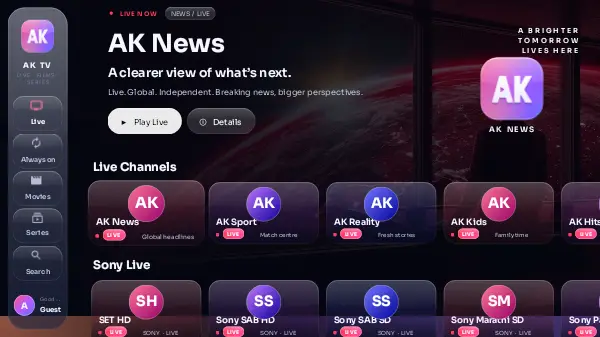 AK
AK TV
Live
Always on
Movies
Series
Search
A
Good ...
Guest
LIVE NOW
NEWS / LIVE
AK News
A clearer view of what's next.
Live. Global. Independent. Breaking news, bigger perspectives.
Play Live
Details
A BRIGHTER
TOMORROW
LIVES HERE
AK
AK NEWS
Live Channels
AK
AK News
LIVE
Global headlines
AK
AK Sport
LIVE
Match centre
AK
AK Reality
LIVE
Fresh stories
AK
AK Kids
LIVE
Family time
AK
AK Hits
LIVE
Sony Live
SH
SET HD
LIVE
SONY · LIVE
SS
Sony SAB HD
LIVE
SONY · LIVE
SS
Sony SAB SD
LIVE
SONY · LIVE
SM
Sony Marathi SD
LIVE
SONY · LIVE
Sony Pa
LIVE